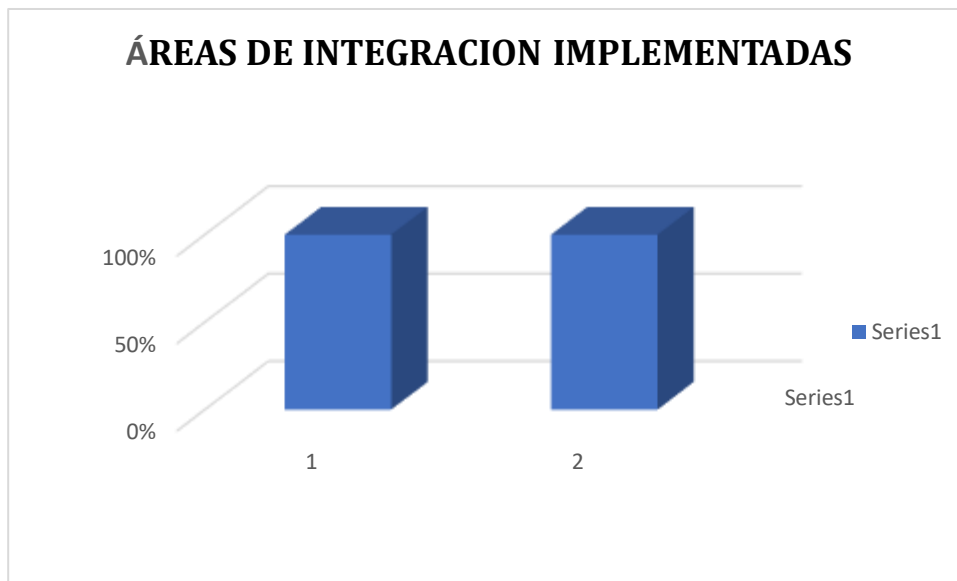 ÁREAS DE INTEGRACION IMPLEMENTADAS
100%
50%
0%
1 2
Series1
Series1